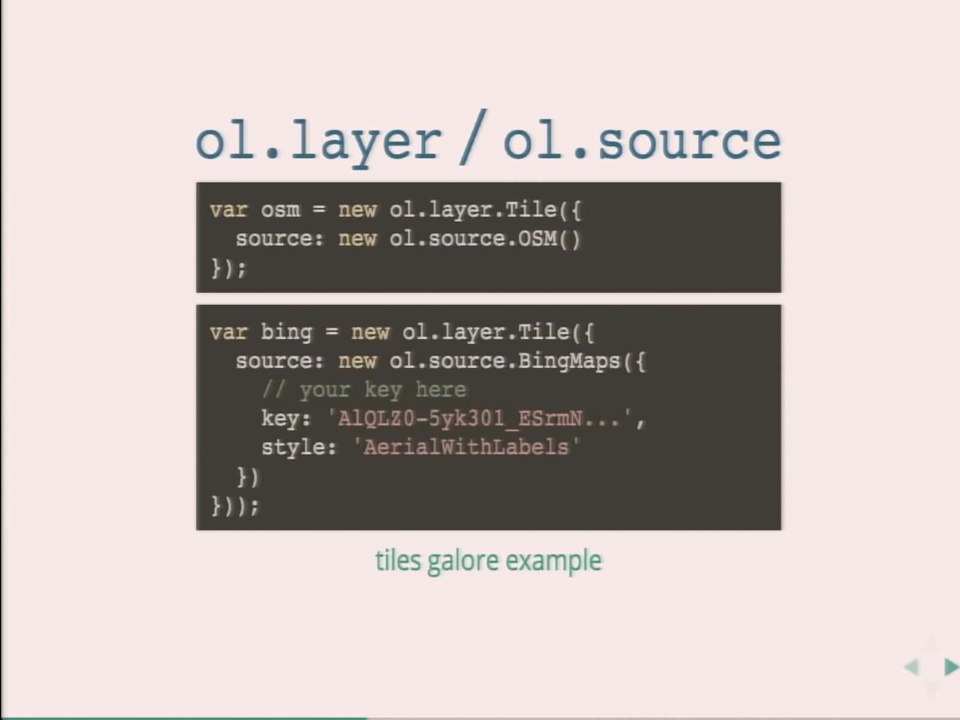 ol.layer / ol.source
var osm = new ol.layer.Tile({
  source: new ol.source.OSM()
});
var bing = new ol.layer.Tile({
  source: new ol.source.BingMaps({
    // your key here
    key: 'AlQLZ0-5yk301_ESrmN...',
    style: 'AerialWithLabels'
  })
}));
tiles galore example